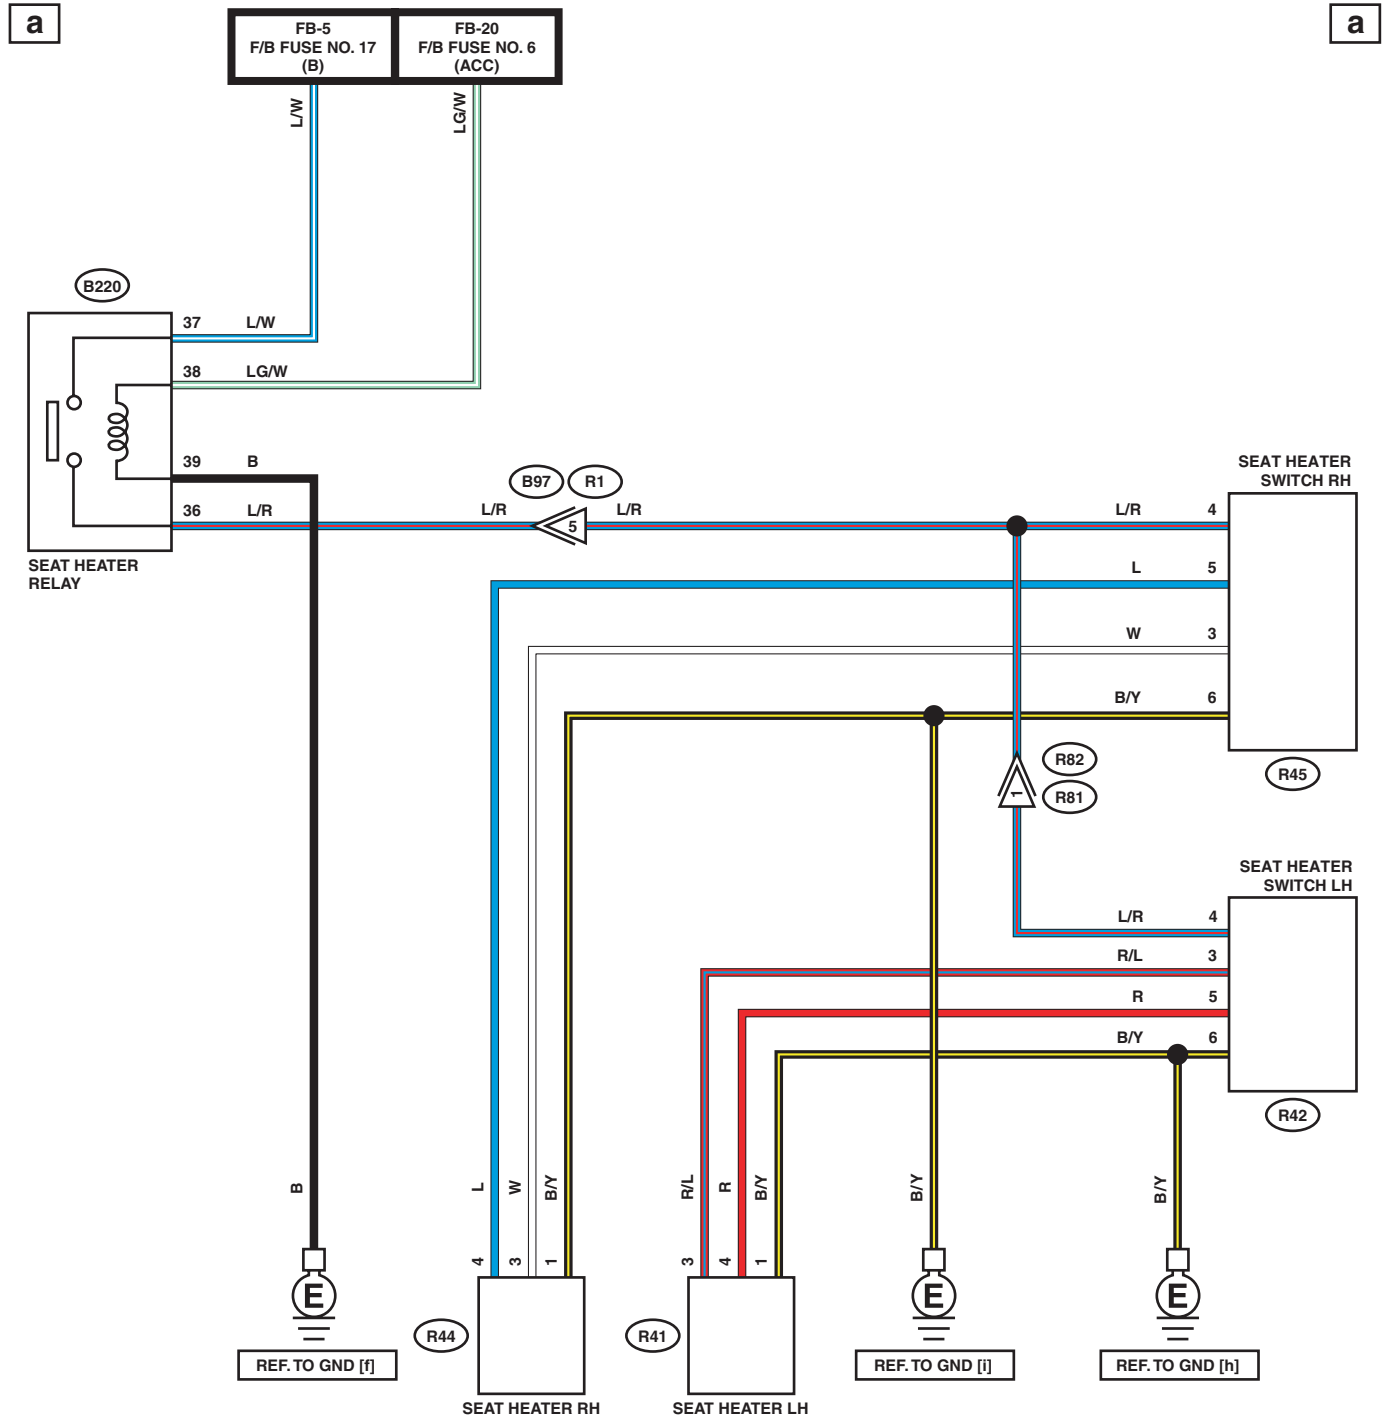 a
a
FB-5
F/B FUSE NO. 17
(B)
FB-20
F/B FUSE NO. 6
(ACC)
L/W
LG/W
B220
37 L/W
38 LG/W
39 B
36 L/R
SEAT HEATER
RELAY
L/R
B97
R1
5
L/R
SEAT HEATER
SWITCH RH
L/R 4
L 5
W 3
B/Y 6
R45
R82
R81
1
SEAT HEATER
SWITCH LH
L/R 4
R/L 3
R 5
B/Y 6
R42
B
L
W
B/Y
R/L
R
B/Y
B/Y
B/Y
4
3
1
3
4
1
E
E
E
R44
R41
REF. TO GND [f]
REF. TO GND [i]
REF. TO GND [h]
SEAT HEATER RH
SEAT HEATER LH